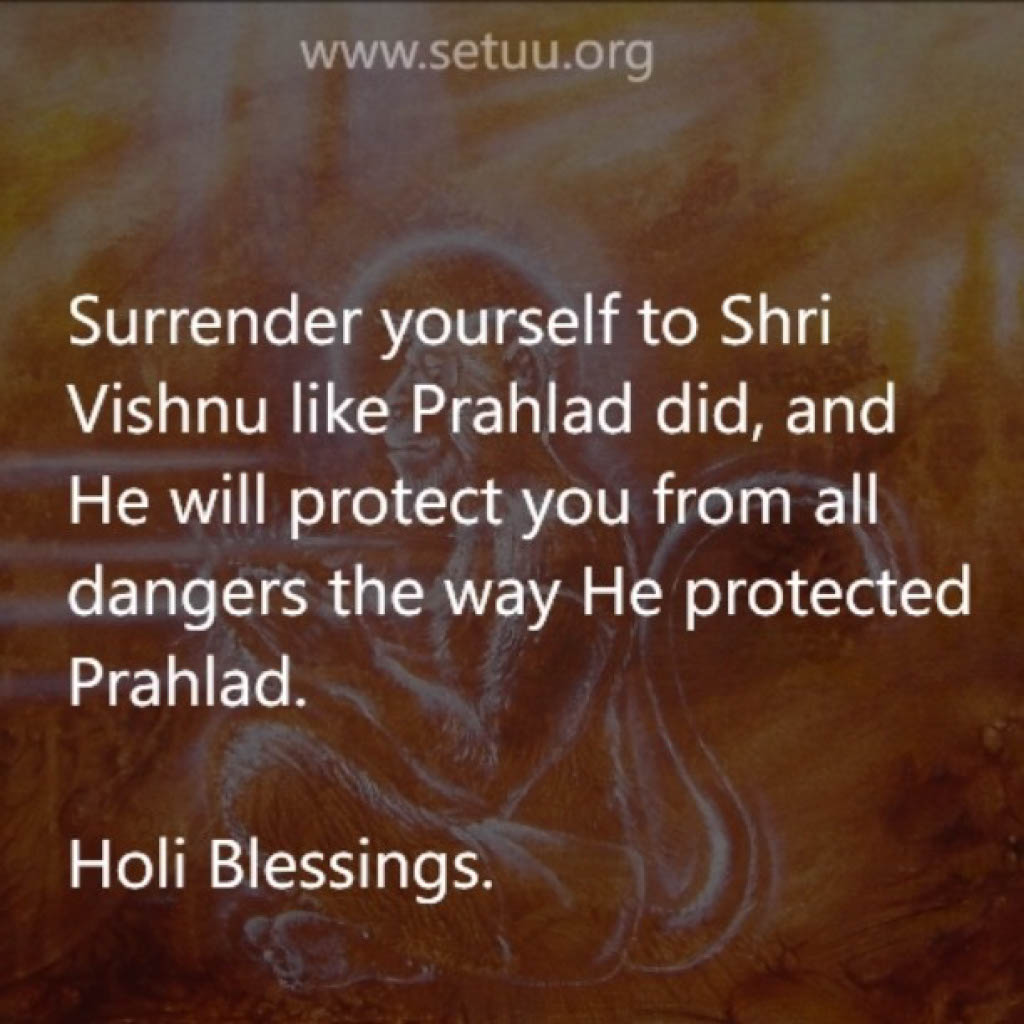 www.setuu.org
Surrender yourself to Shri
Vishnu like Prahlad did, and
He will protect you from all
dangers the way He protected
Prahlad.
Holi Blessings.